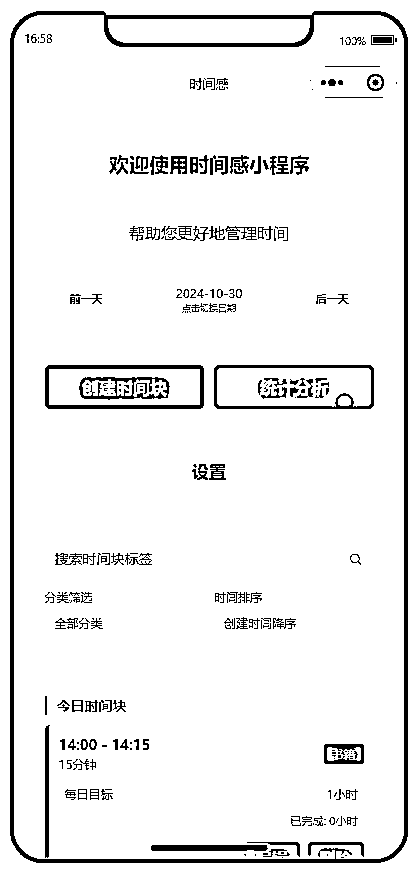 16:58
100%
时间感
欢迎使用时间感小程序
帮助您更好地管理时间
前一天
2024-10-30
后一天
点击切换日期
创建时间块
统计分析
设置
搜索时间块标签
分类筛选
时间排序
全部分类
创建时间降序
今日时间块
14:00 - 14:15
15分钟
书籍
每日目标
1小时
已完成: 0小时